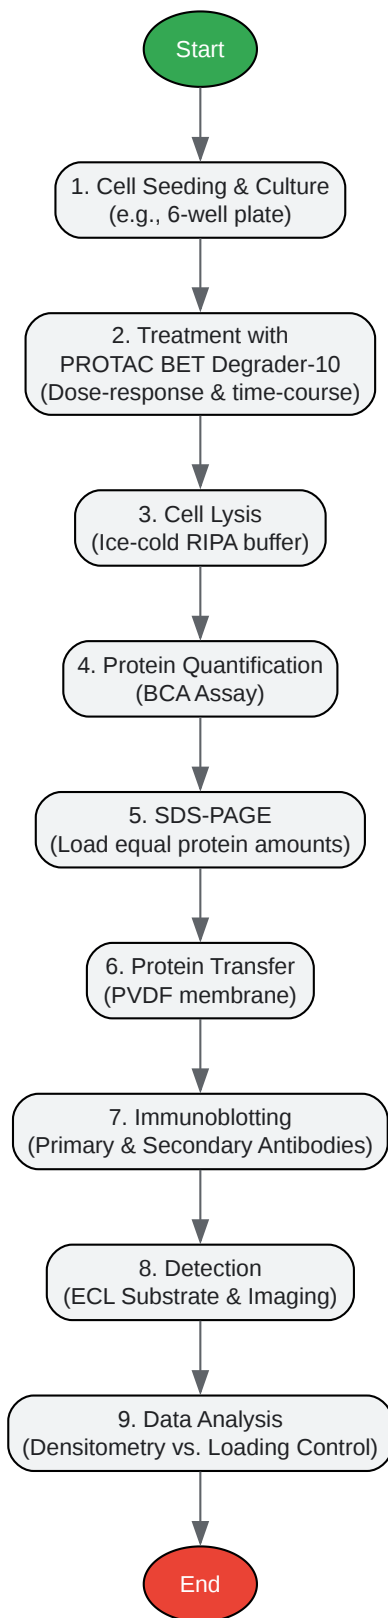 Start
1. Cell Seeding & Culture
(e.g., 6-well plate)
2. Treatment with
PROTAC BET Degrader-10
(Dose-response & time-course)
3. Cell Lysis
(Ice-cold RIPA buffer)
4. Protein Quantification
(BCA Assay)
5. SDS-PAGE
(Load equal protein amounts)
6. Protein Transfer
(PVDF membrane)
7. Immunoblotting
(Primary & Secondary Antibodies)
8. Detection
(ECL Substrate & Imaging)
9. Data Analysis
(Densitometry vs. Loading Control)
End